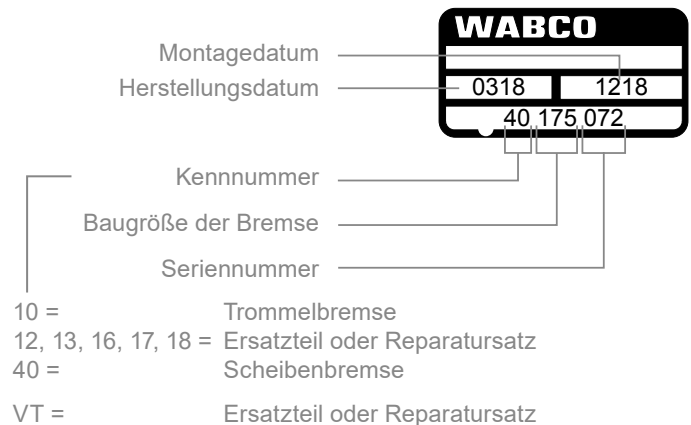 WABCO
Montagedatum
Herstellungsdatum
0318 1218
40 175 072
Kennnummer
Baugröße der Bremse
Seriennummer
10 = Trommelbremse
12, 13, 16, 17, 18 = Ersatzteil oder Reparatursatz
40 = Scheibenbremse
VT = Ersatzteil oder Reparatursatz